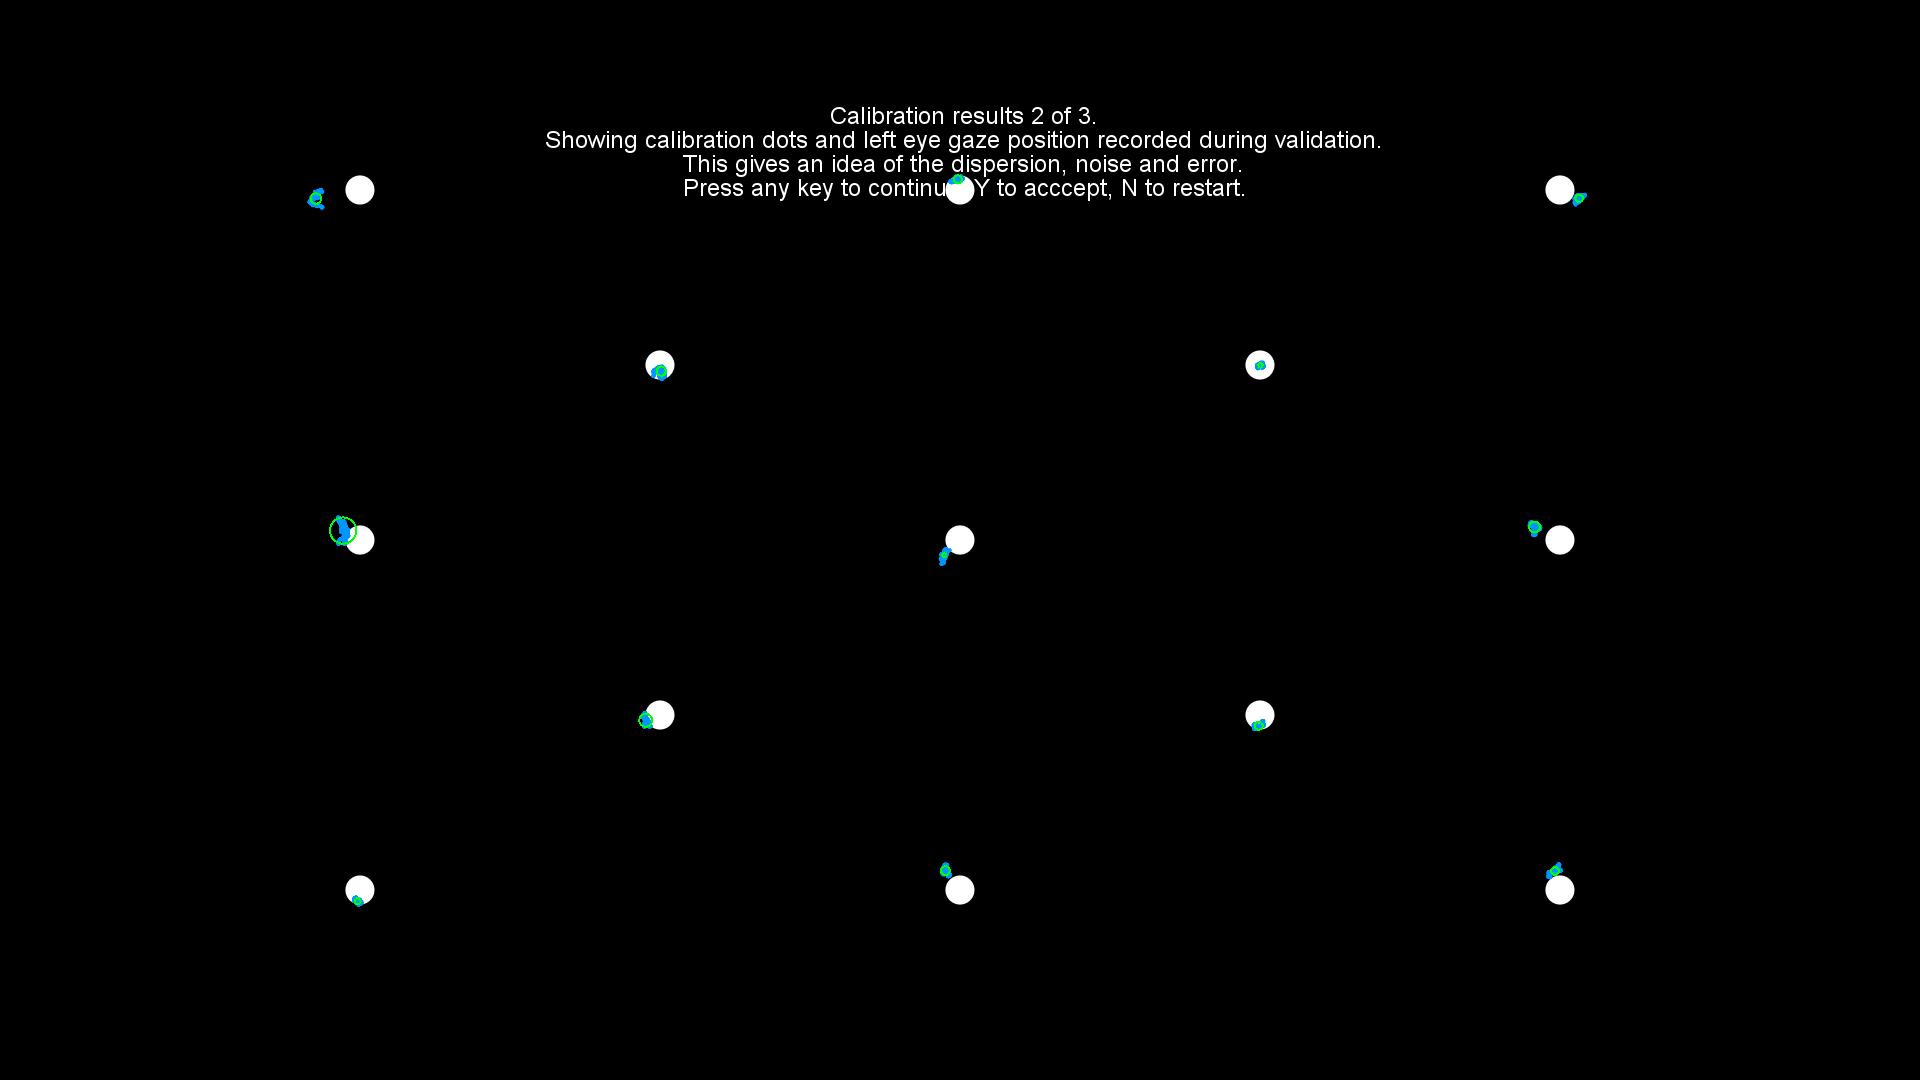 Calibration results 2 of 3.
Showing calibration dots and left eye gaze position recorded during validation.
This gives an idea of the dispersion, noise and error.
Press any key to continu Y to acccept, N to restart.